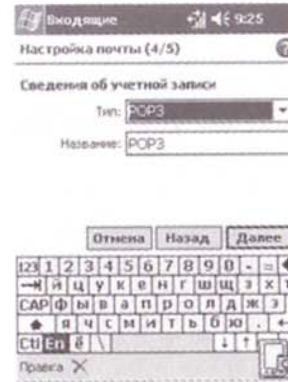 Входящие 9:25
Настройка почты (4/5)
Сведения об учетной записи
Тип: POP3
Название: POP3
Отмена Назад Далее
123 1 2 3 4 5 6 7 8 9 0 - =
й ц у к е н г ш щ з х
CAP ф ы в а п р о л д ж э
я ч с м и т ь б ю .
Ctl En ё \
Правка